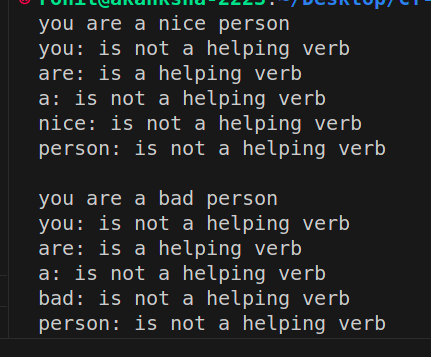 you are a nice person
you: is not a helping verb
are: is a helping verb
a: is not a helping verb
nice: is not a helping verb
person: is not a helping verb
you are a bad person
you: is not a helping verb
are: is a helping verb
a: is not a helping verb
bad: is not a helping verb
person: is not a helping verb